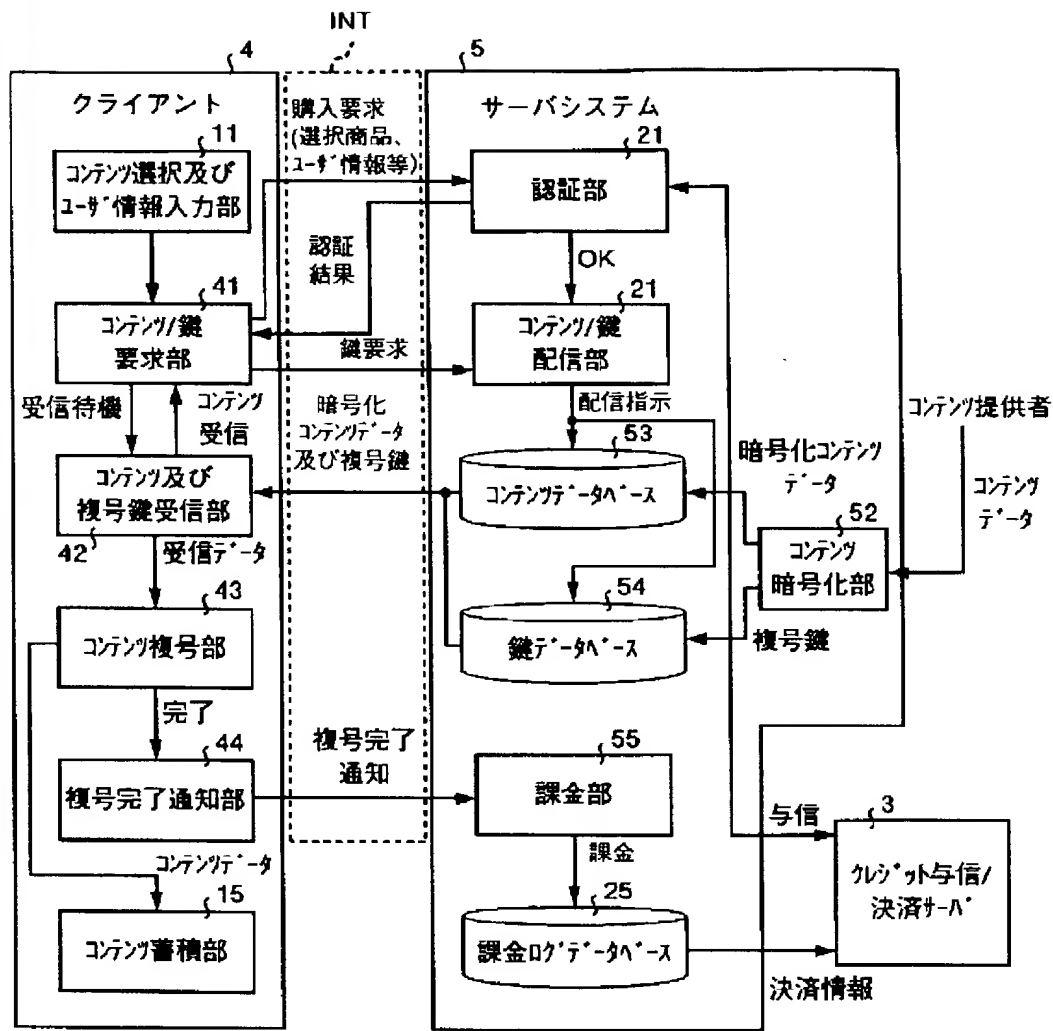 INT
4
5
クライアント
購入要求
(選択商品、
ユーザ情報等)
サーバシステム
11
コンテンツ選択及び
ユーザ情報入力部
21
認証部
認証
結果
OK
41
コンテンツ/鍵
要求部
鍵要求
21
コンテンツ/鍵
配信部
受信待機
コンテンツ
受信
暗号化
コンテンツデータ
及び複号鍵
配信指示
コンテンツ提供者
53
コンテンツデータベース
暗号化コンテンツ
データ
コンテンツ
データ
コンテンツ及び
複号鍵受信部
42
受信データ
52
コンテンツ
暗号化部
43
コンテンツ複号部
54
鍵データベース
複号鍵
完了
44
複号完了通知部
複号完了
通知
55
課金部
与信
3
クレジット与信/
決済サーバ
課金
コンテンツデータ
15
コンテンツ蓄積部
25
課金ログデータベース
決済情報